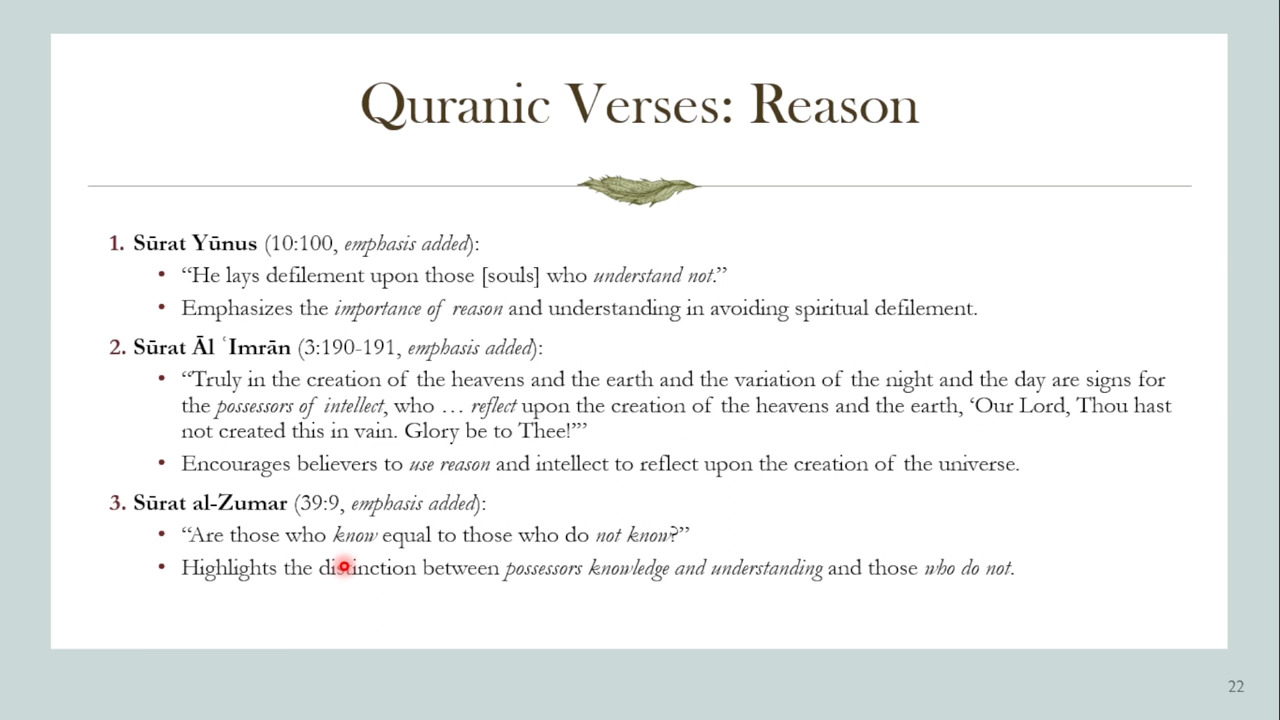 Quranic Verses: Reason
1. Sūrat Yūnus (10:100, emphasis added):
• “He lays defilement upon those [souls] who understand not.”
• Emphasizes the importance of reason and understanding in avoiding spiritual defilement.
2. Sūrat Āl ʿImrān (3:190-191, emphasis added):
• “Truly in the creation of the heavens and the earth and the variation of the night and the day are signs for
the possessors of intellect, who … reflect upon the creation of the heavens and the earth, ‘Our Lord, Thou hast
not created this in vain. Glory be to Thee!’”
• Encourages believers to use reason and intellect to reflect upon the creation of the universe.
3. Sūrat al-Zumar (39:9, emphasis added):
• “Are those who know equal to those who do not know?”
• Highlights the distinction between possessors knowledge and understanding and those who do not.
22